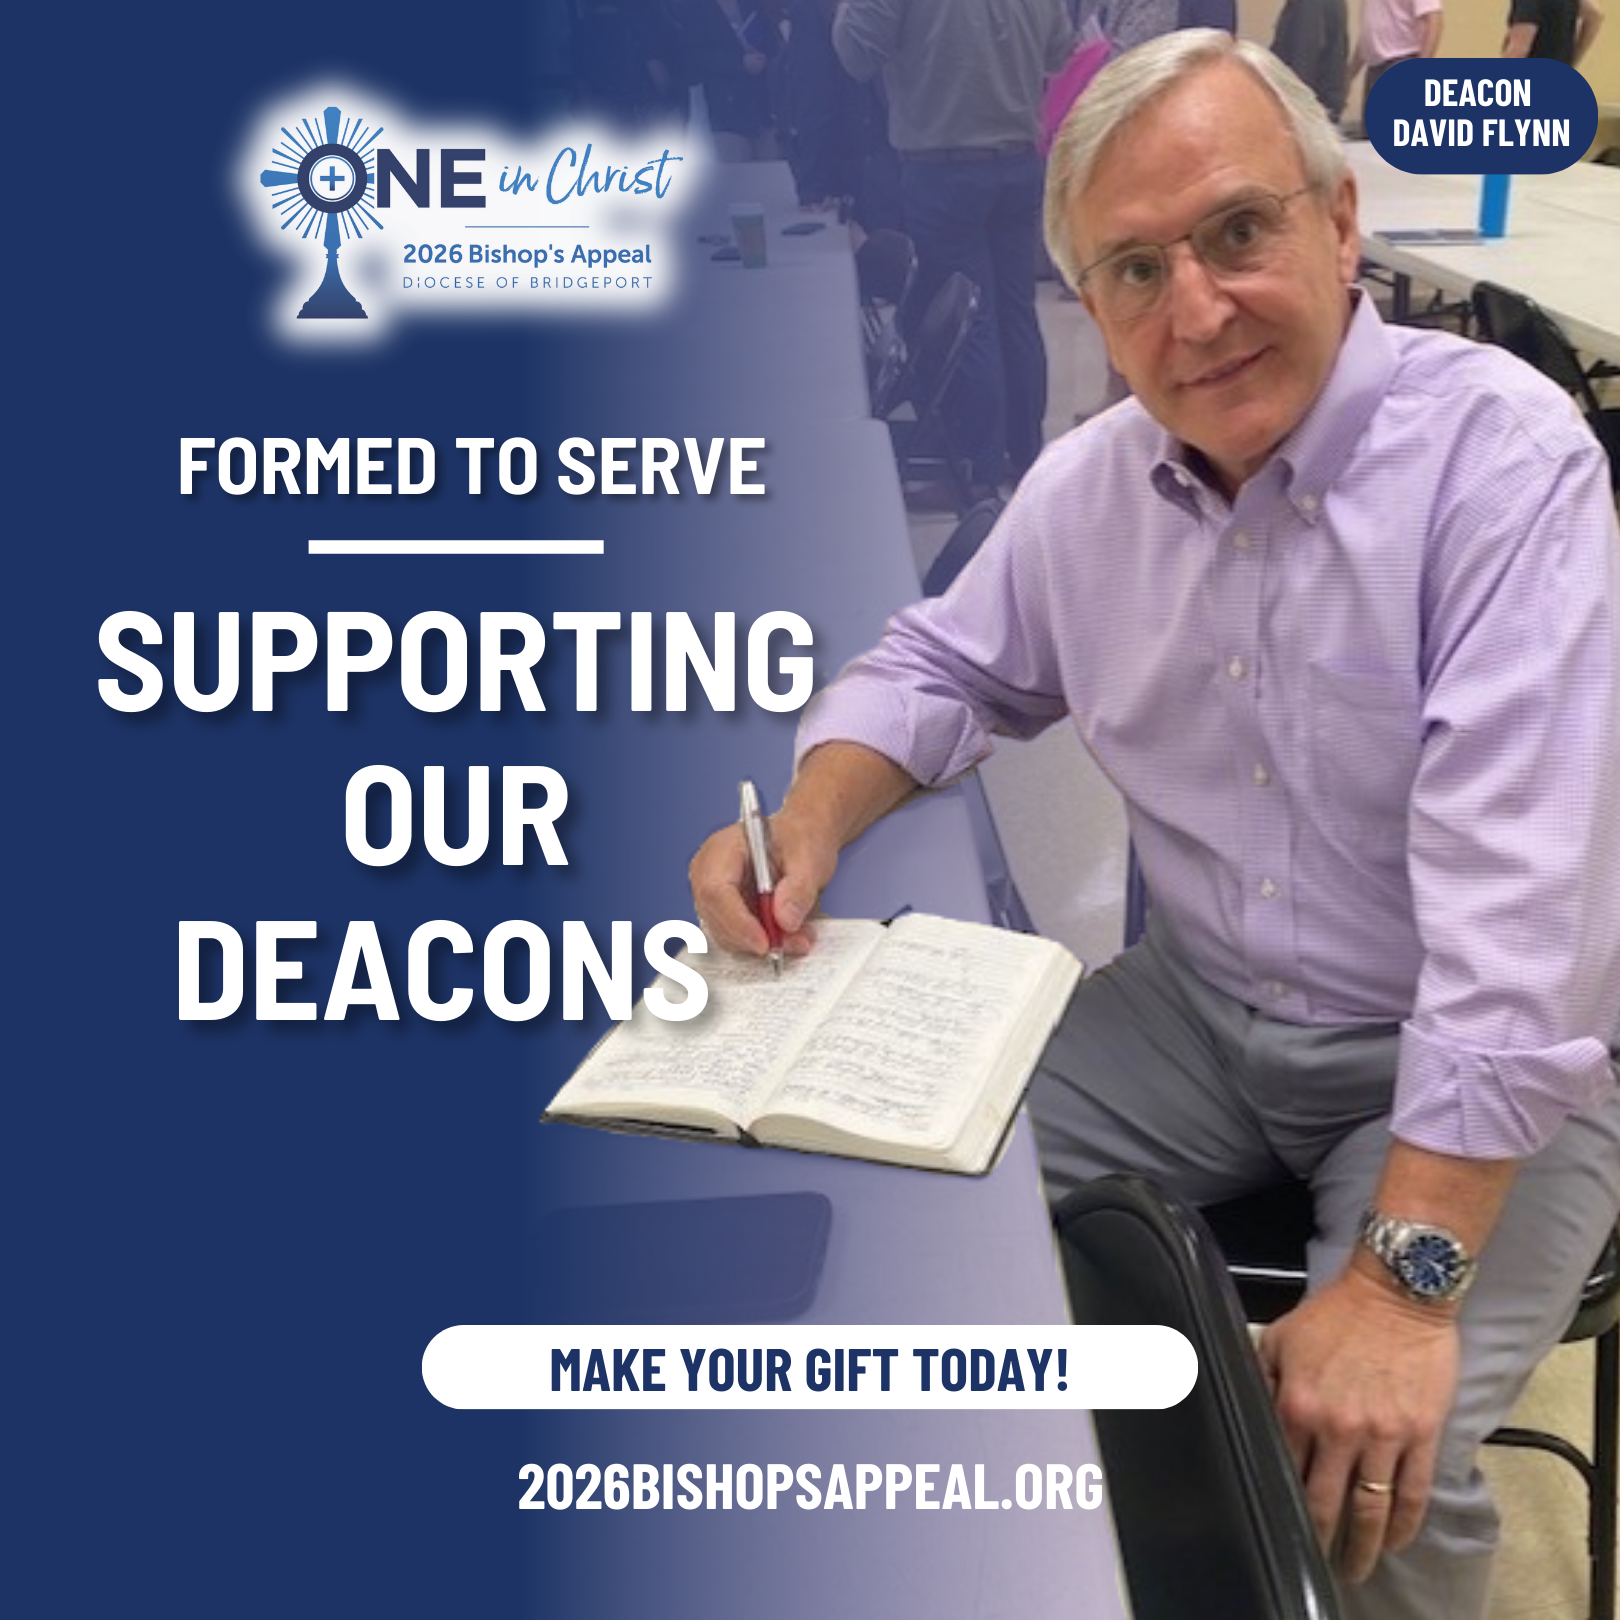 DEACON
DAVID FLYNN
ONE in Christ
2026 Bishop's Appeal
DIOCESE OF BRIDGEPORT
FORMED TO SERVE
SUPPORTING
OUR
DEACONS
MAKE YOUR GIFT TODAY!
2026BISHOPSAPPEAL.ORG